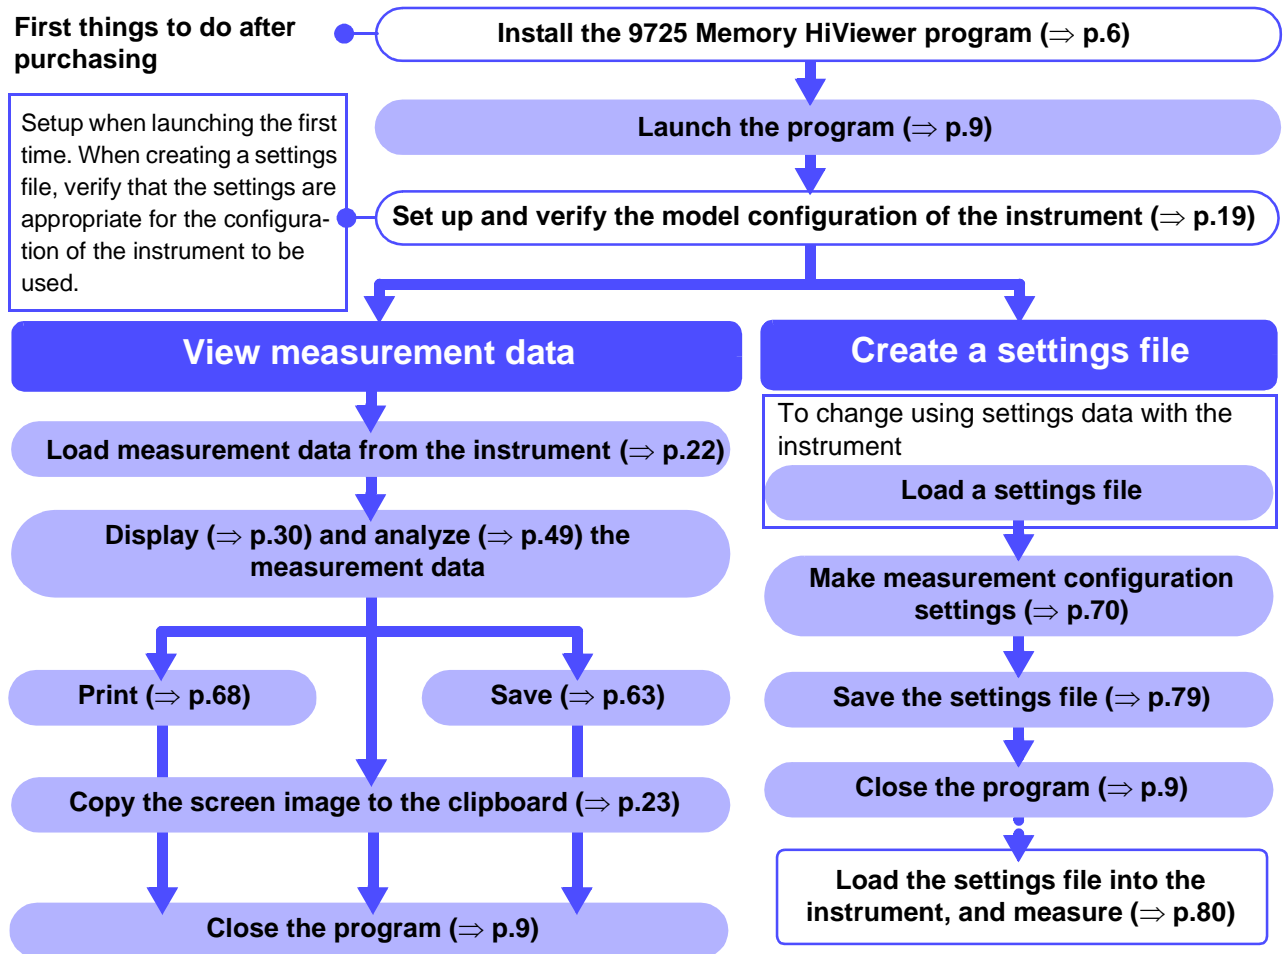 First things to do after
purchasing
Install the 9725 Memory HiViewer program (⇒ p.6)
Launch the program (⇒ p.9)
Setup when launching the first
time. When creating a settings
file, verify that the settings are
appropriate for the configura-
tion of the instrument to be
used.
Set up and verify the model configuration of the instrument (⇒ p.19)
View measurement data
Load measurement data from the instrument (⇒ p.22)
Display (⇒ p.30) and analyze (⇒ p.49) the
measurement data
Print (⇒ p.68)
Save (⇒ p.63)
Copy the screen image to the clipboard (⇒ p.23)
Close the program (⇒ p.9)
Create a settings file
To change using settings data with the
instrument
Load a settings file
Make measurement configuration
settings (⇒ p.70)
Save the settings file (⇒ p.79)
Close the program (⇒ p.9)
Load the settings file into the
instrument, and measure (⇒ p.80)